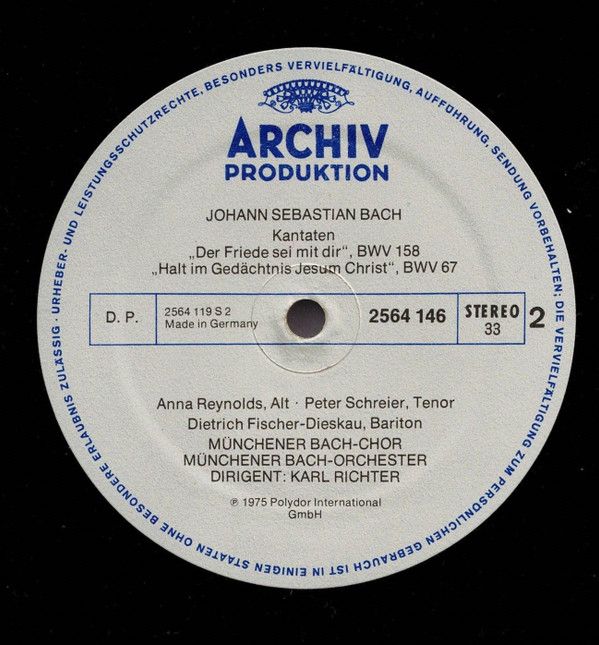 URHEBER- UND LEISTUNGSSCHUTZRECHTE, BESONDERS VERVIELFÄLTIGUNG, AUFFÜHRUNG, SENDUNG VORBEHALTEN; DIE VERVIELFÄLTIGUNG ZUM PERSÖNLICHEN GEBRAUCH IST IN EINIGEN STAATEN OHNE BESONDERE ERLAUBNIS ZULÄSSIG ·
ARCHIV
PRODUKTION
JOHANN SEBASTIAN BACH
Kantaten
„Der Friede sei mit dir“, BWV 158
„Halt im Gedächtnis Jesum Christ“, BWV 67
D. P.
2564 119 S 2
Made in Germany
2564 146
STEREO
33
2
Anna Reynolds, Alt · Peter Schreier, Tenor
Dietrich Fischer-Dieskau, Bariton
MÜNCHENER BACH-CHOR
MÜNCHENER BACH-ORCHESTER
DIRIGENT: KARL RICHTER
℗ 1975 Polydor International
GmbH